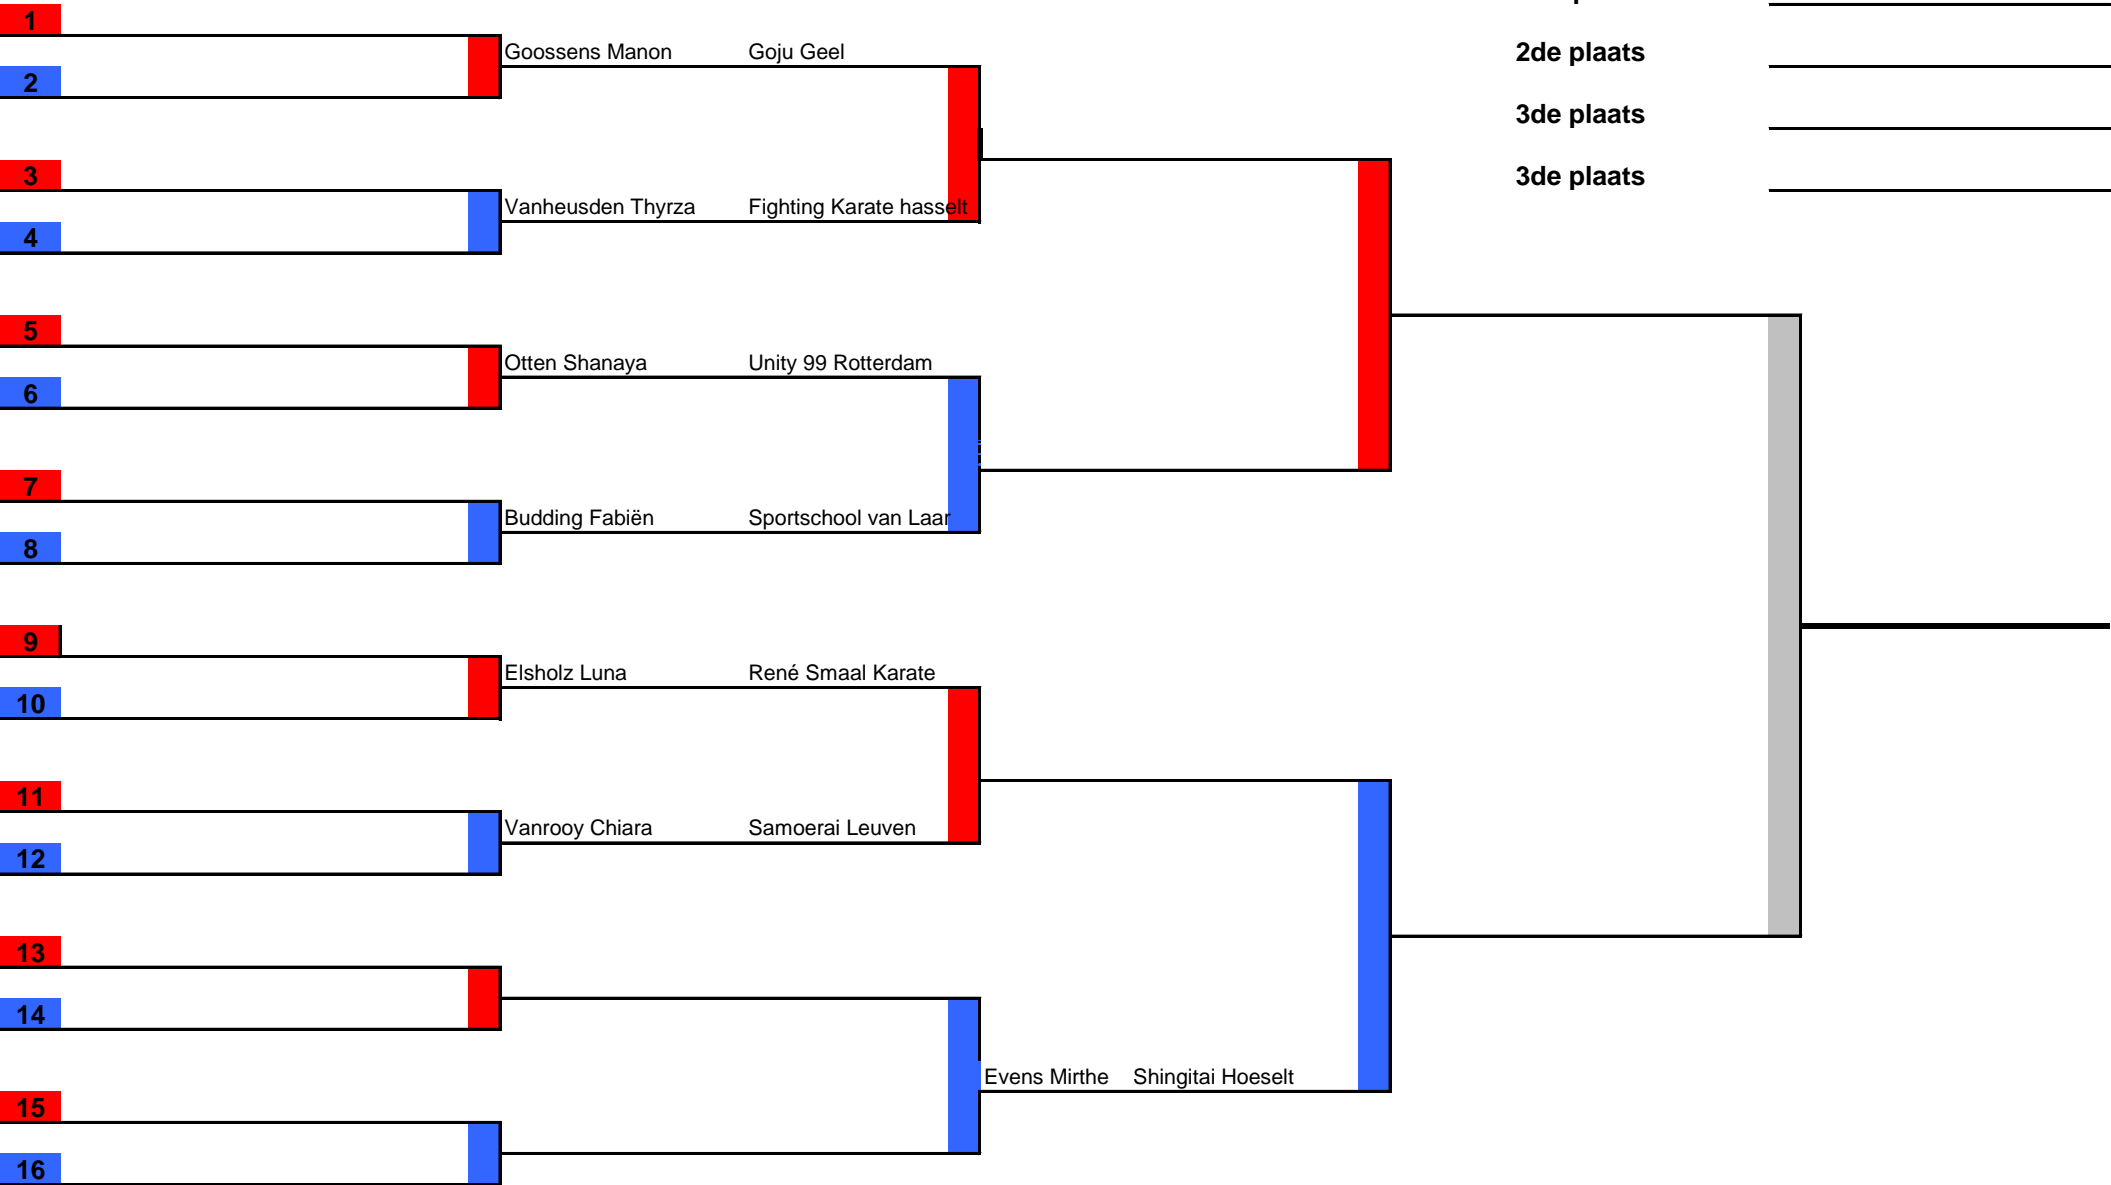 1
Goossens Manon Goju Geel
2de plaats
2
3de plaats
3
3de plaats
Vanheusden Thyrza Fighting Karate hasselt
4
5
Otten Shanaya Unity 99 Rotterdam
6
7
Budding Fabiën Sportschool van Laar
8
9
Elsholz Luna René Smaal Karate
10
11
Vanrooy Chiara Samoerai Leuven
12
13
14
Evens Mirthe Shingitai Hoeselt
15
16